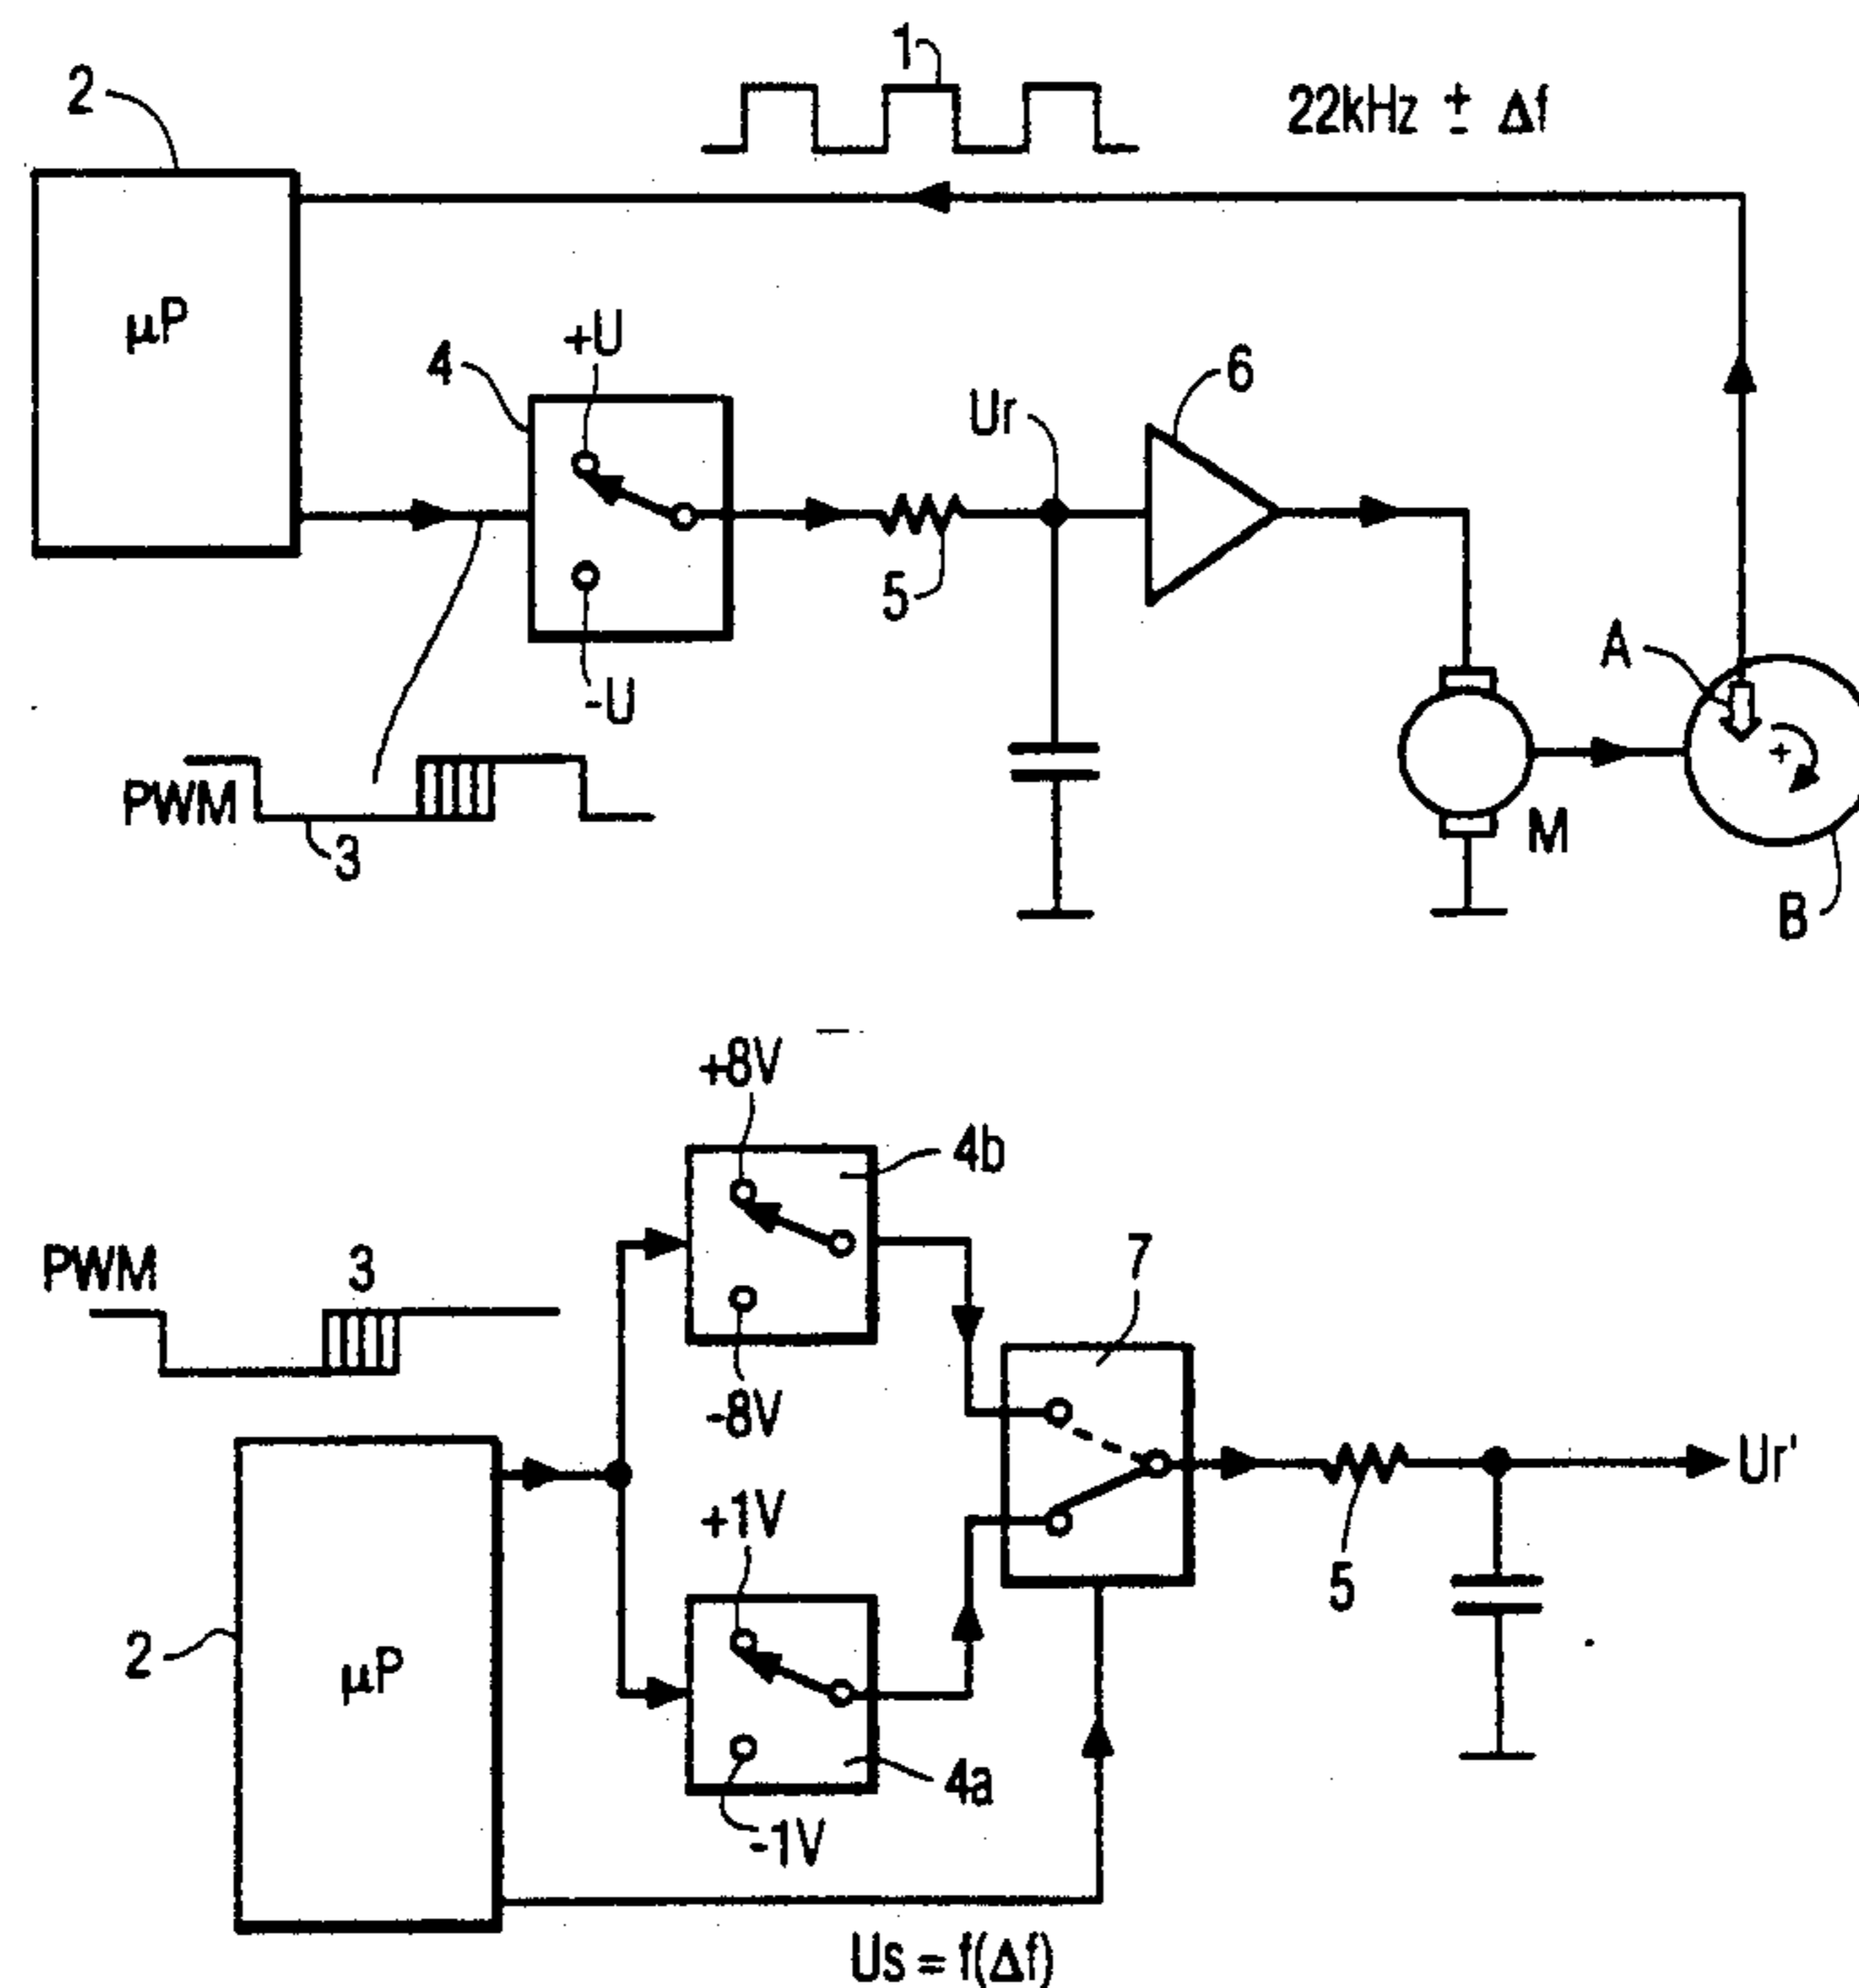 1
2
22kHz ± Δf
μP
+U
4
6
Ur
5
A
-U
PWM
3
M
B
+8V
4b
PWM
3
7
-8V
Ur'
+1V
5
2
μP
4a
-1V
Us = f(Δf)